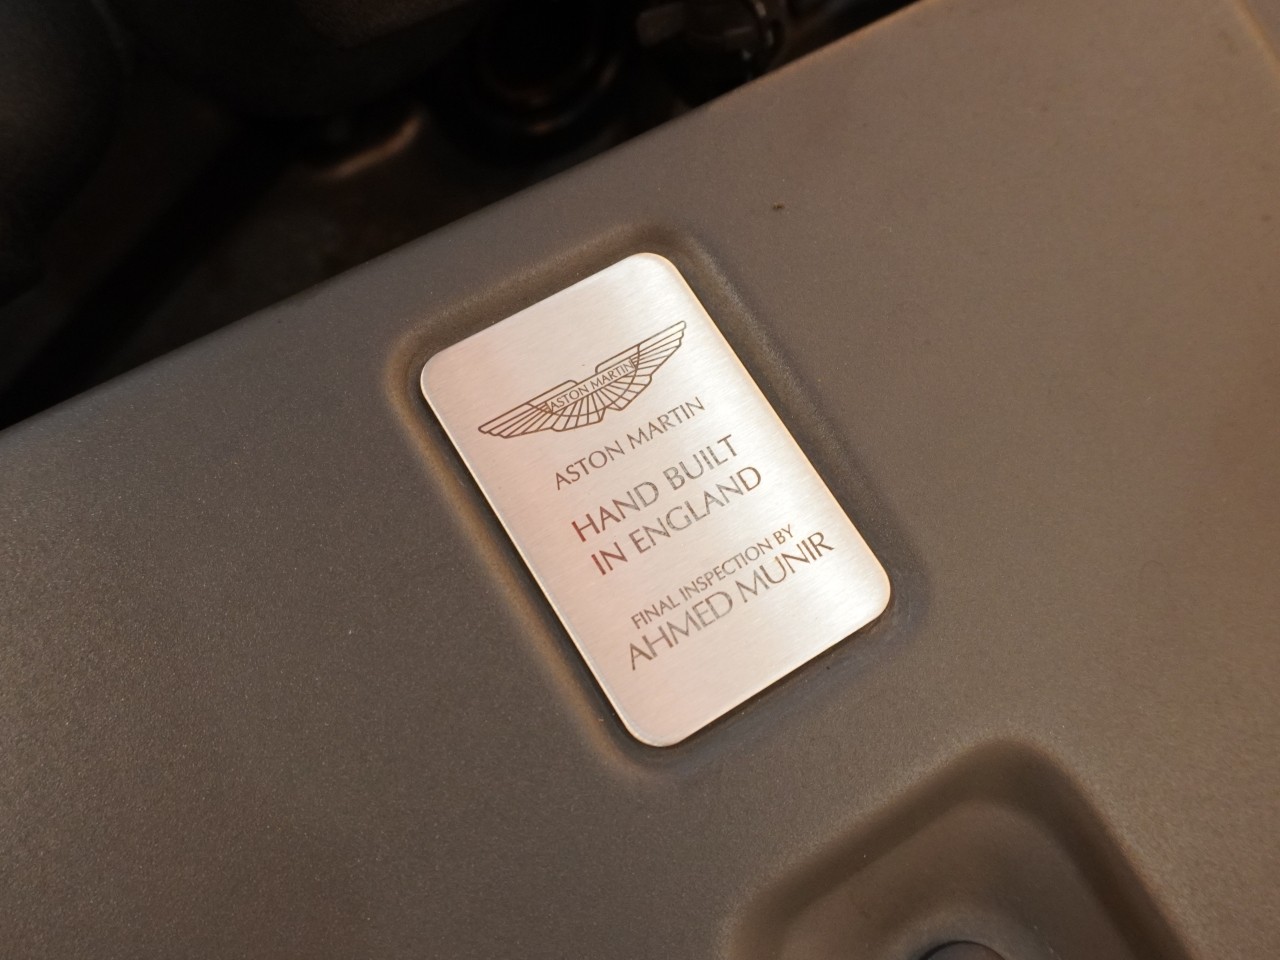 ASTON MARTIN
ASTON MARTIN
HAND BUILT
IN ENGLAND
FINAL INSPECTION BY
AHMED MUNIR